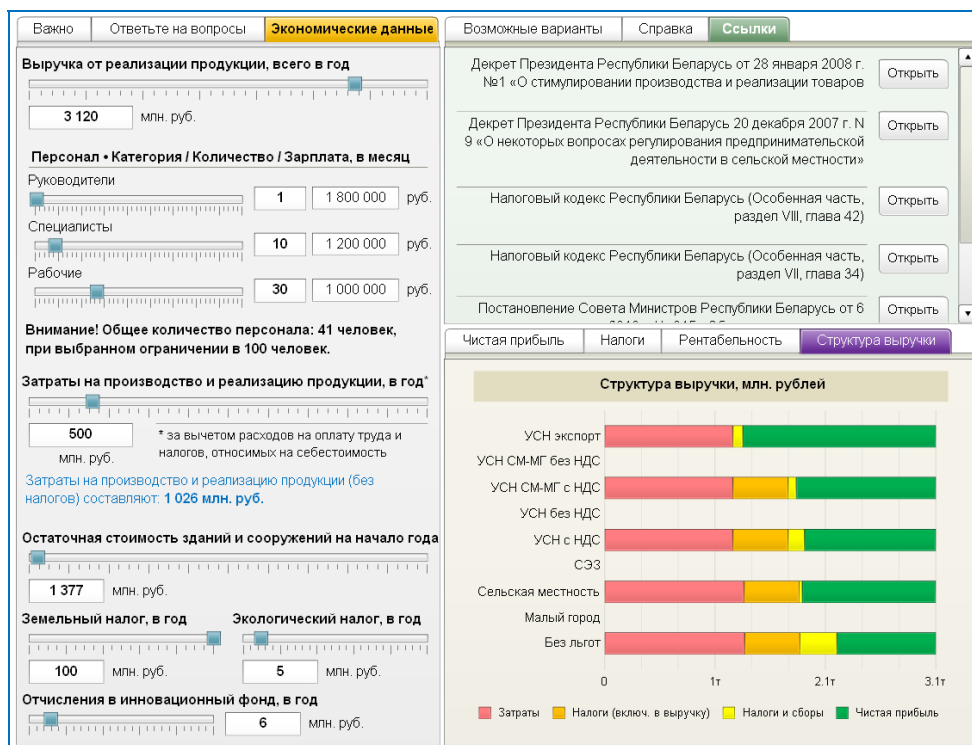 Важно
Ответьте на вопросы
Экономические данные
Выручка от реализации продукции, всего в год
3 120 млн. руб.
Персонал • Категория / Количество / Зарплата, в месяц
Руководители
1 1 800 000 руб.
Специалисты
10 1 200 000 руб.
Рабочие
30 1 000 000 руб.
Внимание! Общее количество персонала: 41 человек,
при выбранном ограничении в 100 человек.
Затраты на производство и реализацию продукции, в год*
500
млн. руб.
* за вычетом расходов на оплату труда и
налогов, относимых на себестоимость
Затраты на производство и реализацию продукции (без
налогов) составляют: 1 026 млн. руб.
Остаточная стоимость зданий и сооружений на начало года
1 377 млн. руб.
Земельный налог, в год
Экологический налог, в год
100 млн. руб.
5 млн. руб.
Отчисления в инновационный фонд, в год
6 млн. руб.
Возможные варианты
Справка
Ссылки
Декрет Президента Республики Беларусь от 28 января 2008 г.
№1 «О стимулировании производства и реализации товаров
Открыть
Декрет Президента Республики Беларусь 20 декабря 2007 г. N
9 «О некоторых вопросах регулирования предпринимательской
деятельности в сельской местности»
Открыть
Налоговый кодекс Республики Беларусь (Особенная часть,
раздел VIII, глава 42)
Открыть
Налоговый кодекс Республики Беларусь (Особенная часть,
раздел VII, глава 34)
Открыть
Постановление Совета Министров Республики Беларусь от 6
Открыть
Чистая прибыль
Налоги
Рентабельность
Структура выручки
Структура выручки, млн. рублей
УСН экспорт
УСН СМ-МГ без НДС
УСН СМ-МГ с НДС
УСН без НДС
УСН с НДС
СЭЗ
Сельская местность
Малый город
Без льгот
0 1т 2.1т 3.1т
Затраты
Налоги (включ. в выручку)
Налоги и сборы
Чистая прибыль